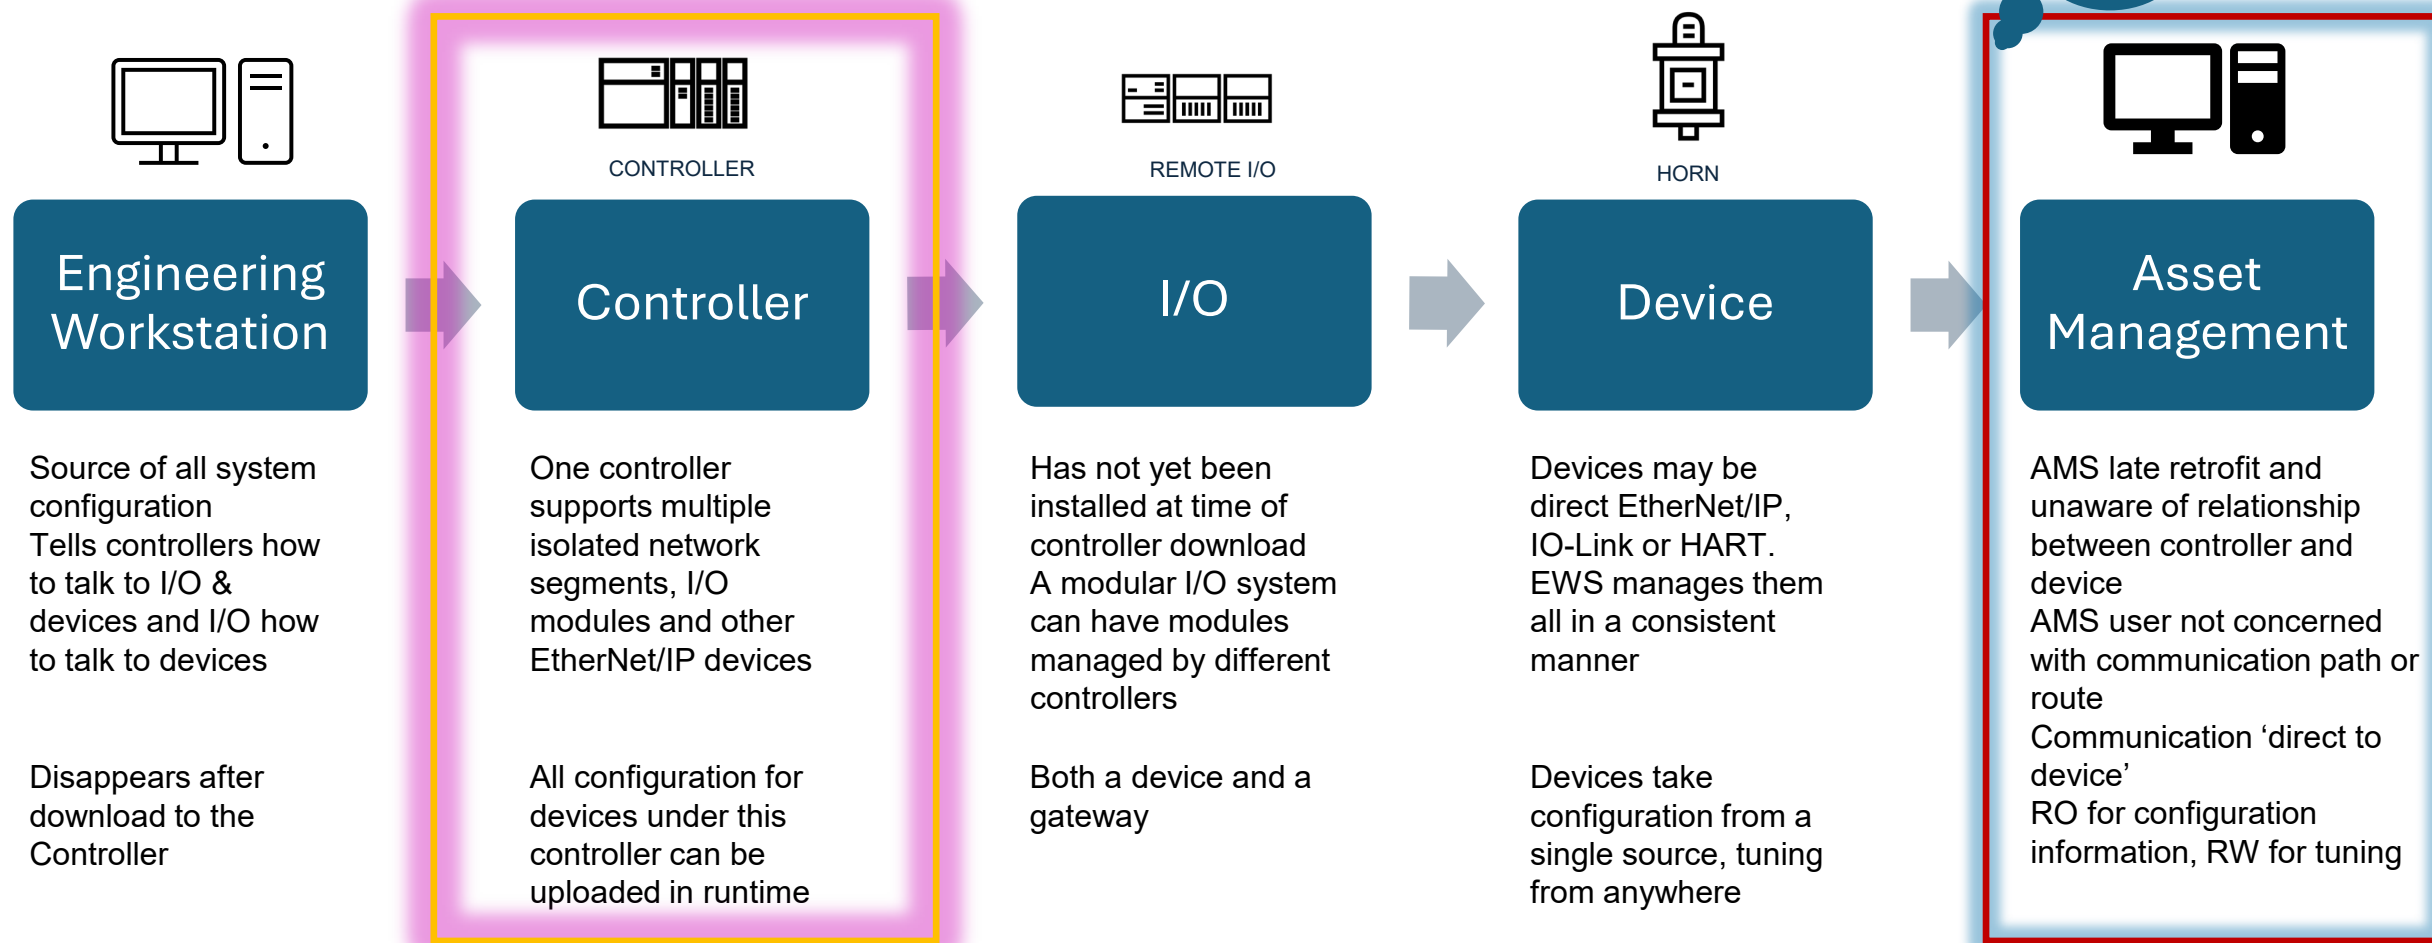 CONTROLLER
REMOTE I/O
HORN
Engineering
Workstation
Controller
I/O
Device
Asset
Management
Source of all system
configuration
Tells controllers how
to talk to I/O &
devices and I/O how
to talk to devices
Disappears after
download to the
Controller
One controller
supports multiple
isolated network
segments, I/O
modules and other
EtherNet/IP devices
All configuration for
devices under this
controller can be
uploaded in runtime
Has not yet been
installed at time of
controller download
A modular I/O system
can have modules
managed by different
controllers
Both a device and a
gateway
Devices may be
direct EtherNet/IP,
IO-Link or HART.
EWS manages them
all in a consistent
manner
Devices take
configuration from a
single source, tuning
from anywhere
AMS late retrofit and
unaware of relationship
between controller and
device
AMS user not concerned
with communication path or
route
Communication ‘direct to
device’
RO for configuration
information, RW for tuning